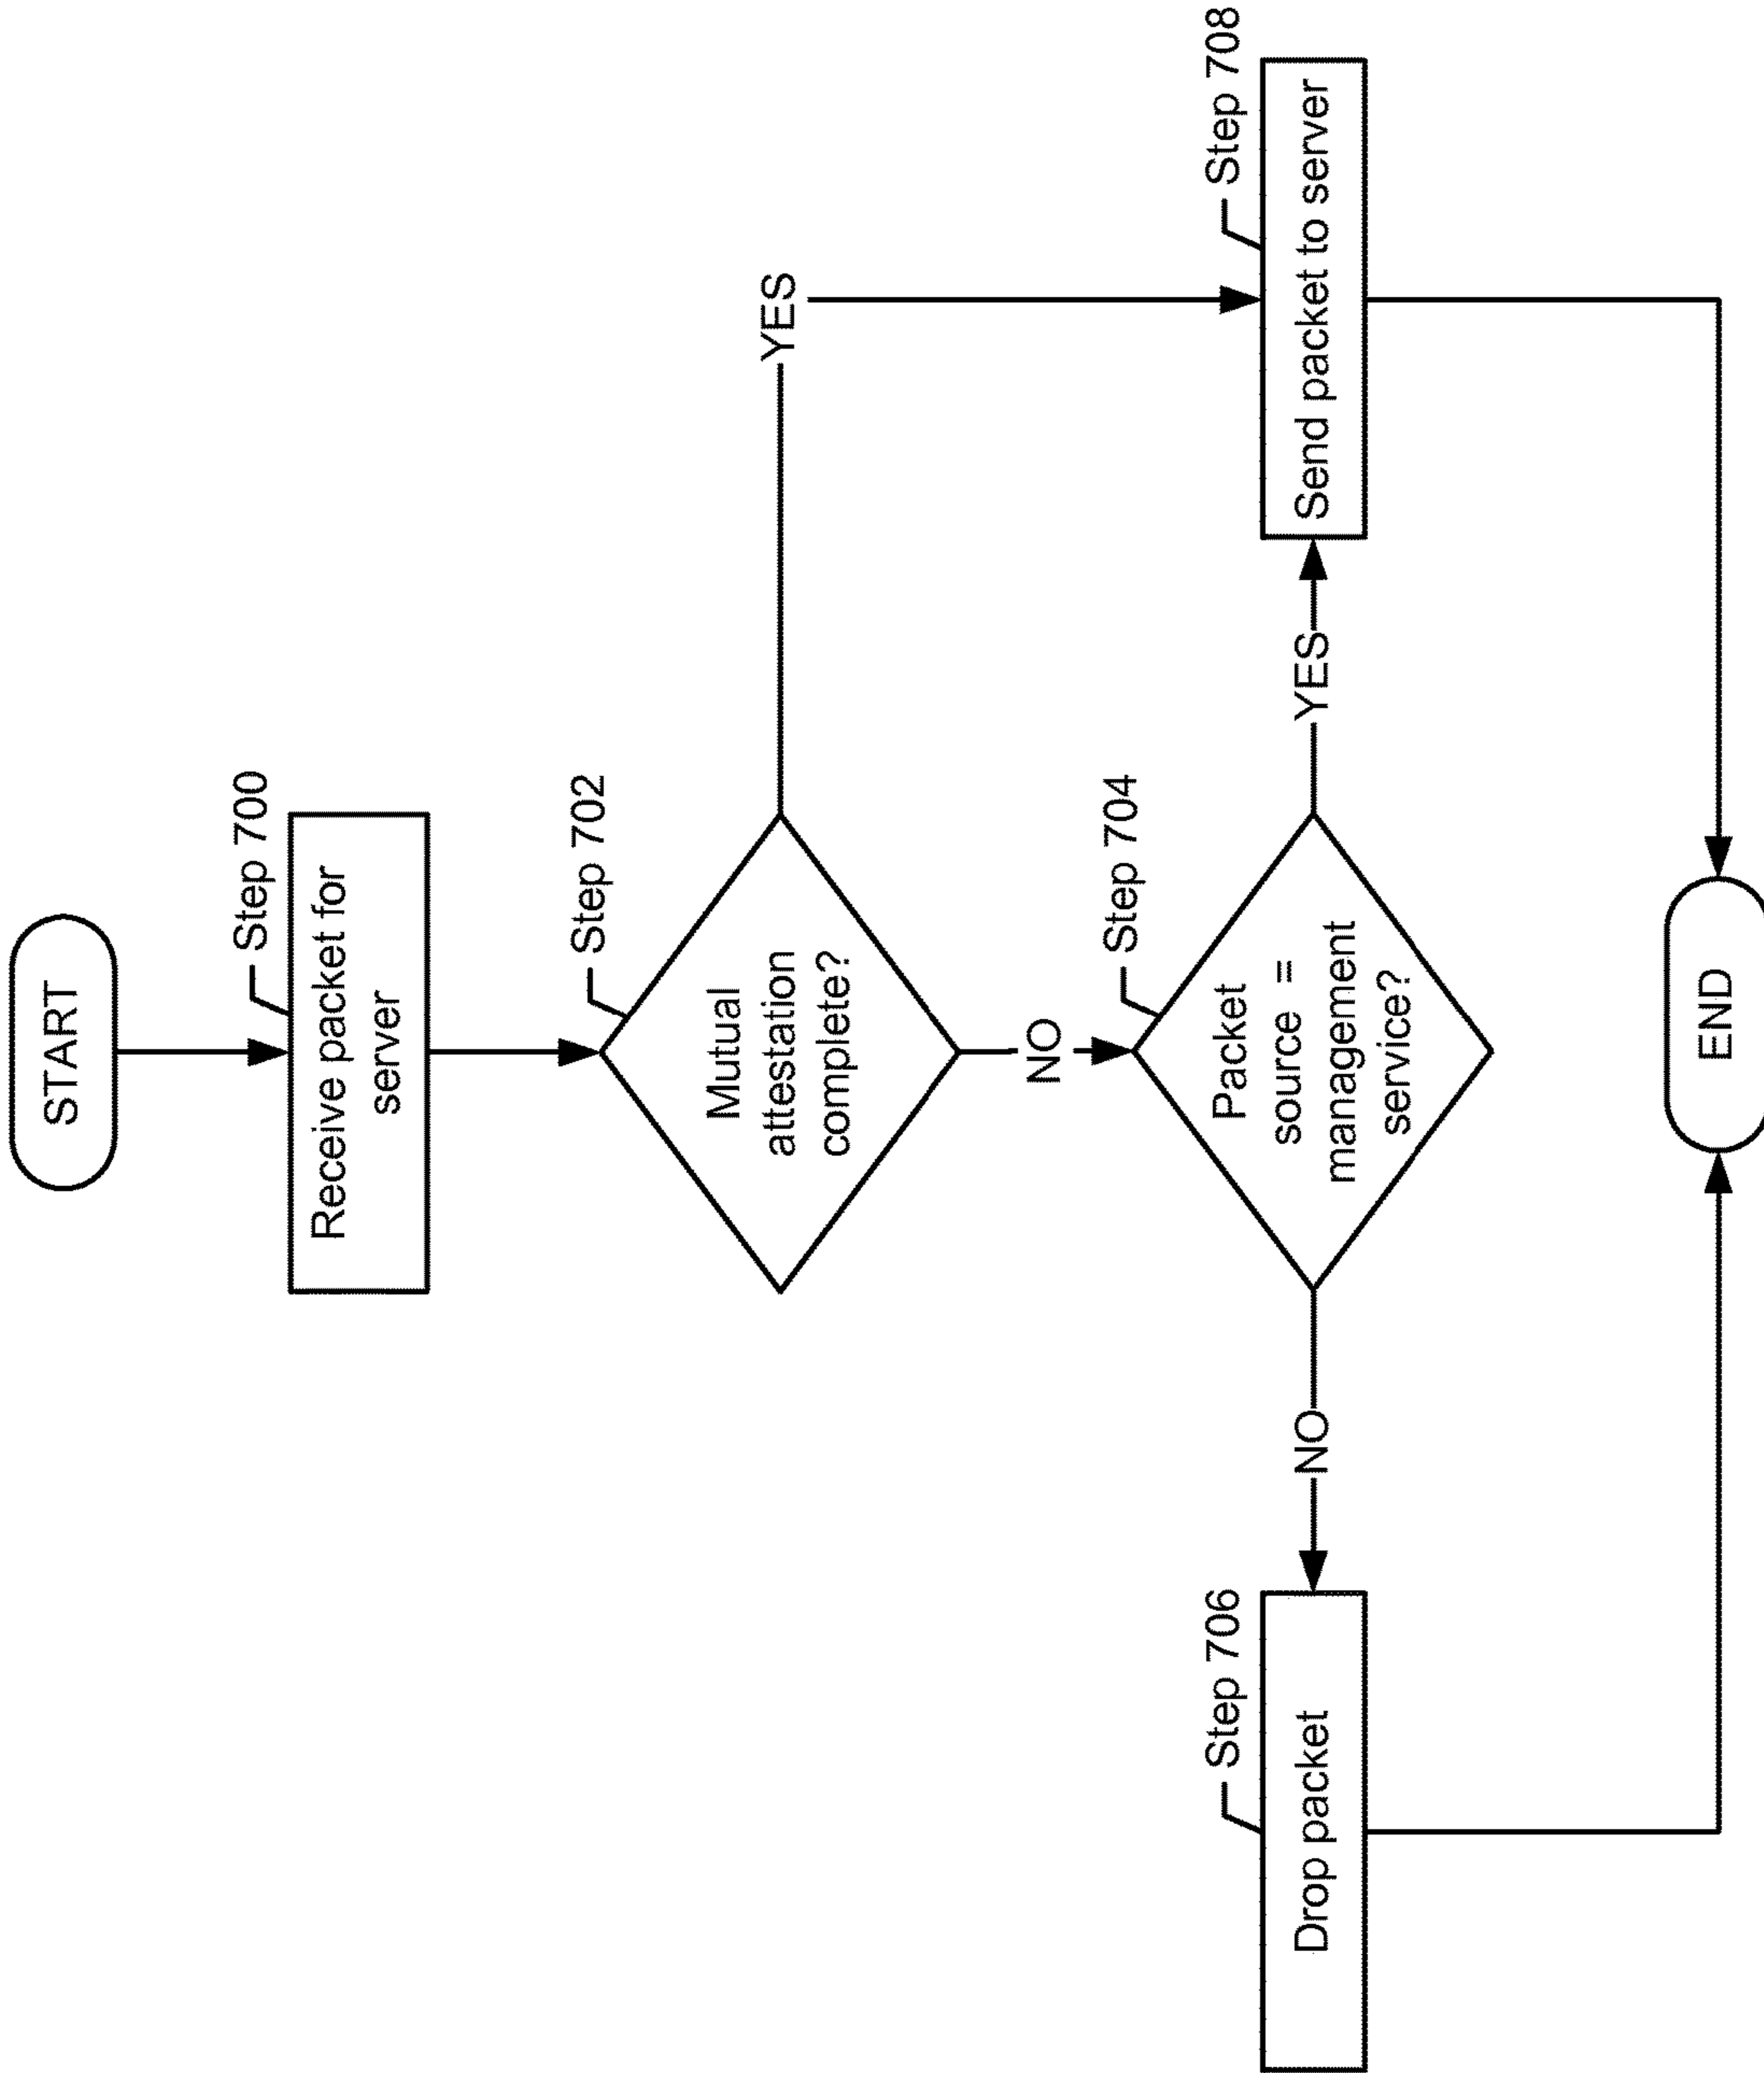 START
Step 700
Receive packet for
server
Step 702
Mutual
attestation
complete?
YES
NO
Step 704
Packet
source =
management
service?
NO
YES
Step 706
Drop packet
Step 708
Send packet to server
END